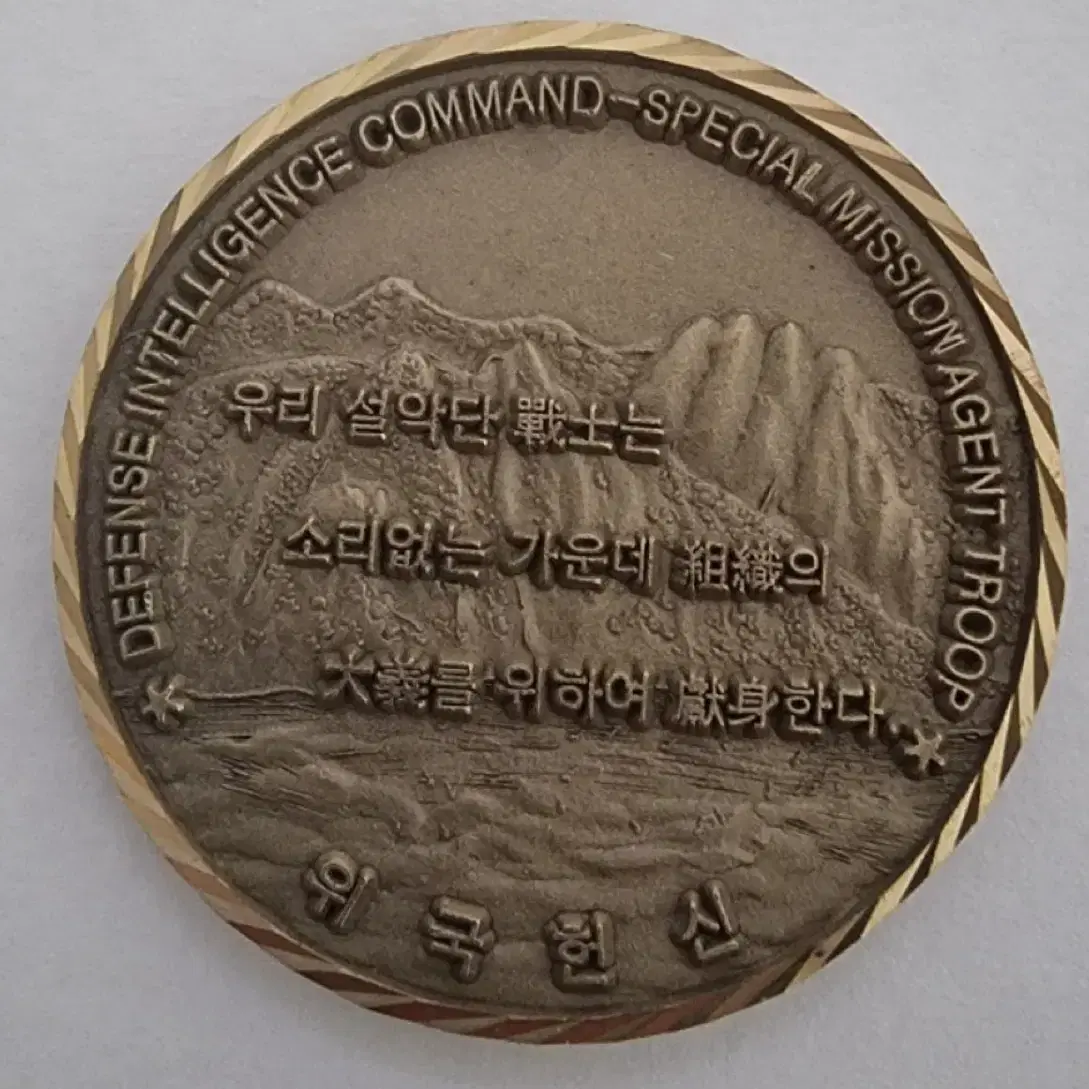 DEFENSE INTELLIGENCE COMMAND-SPECIAL MISSION AGENT TROOP
우리 설악단 戰士는
소리없는 가운데 組織의
大義를 위하여 獻身한다.
위국헌신